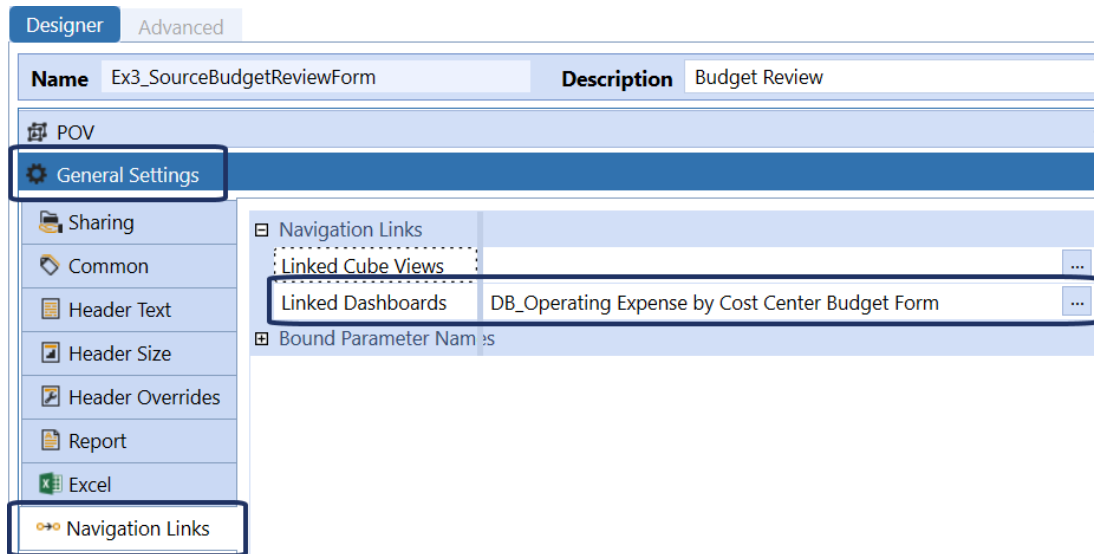 Designer Advanced
Name Ex3_SourceBudgetReviewForm Description Budget Review
POV
General Settings
Sharing
Common
Header Text
Header Size
Header Overrides
Report
Excel
Navigation Links
Navigation Links
Linked Cube Views ...
Linked Dashboards DB_Operating Expense by Cost Center Budget Form ...
Bound Parameter Names